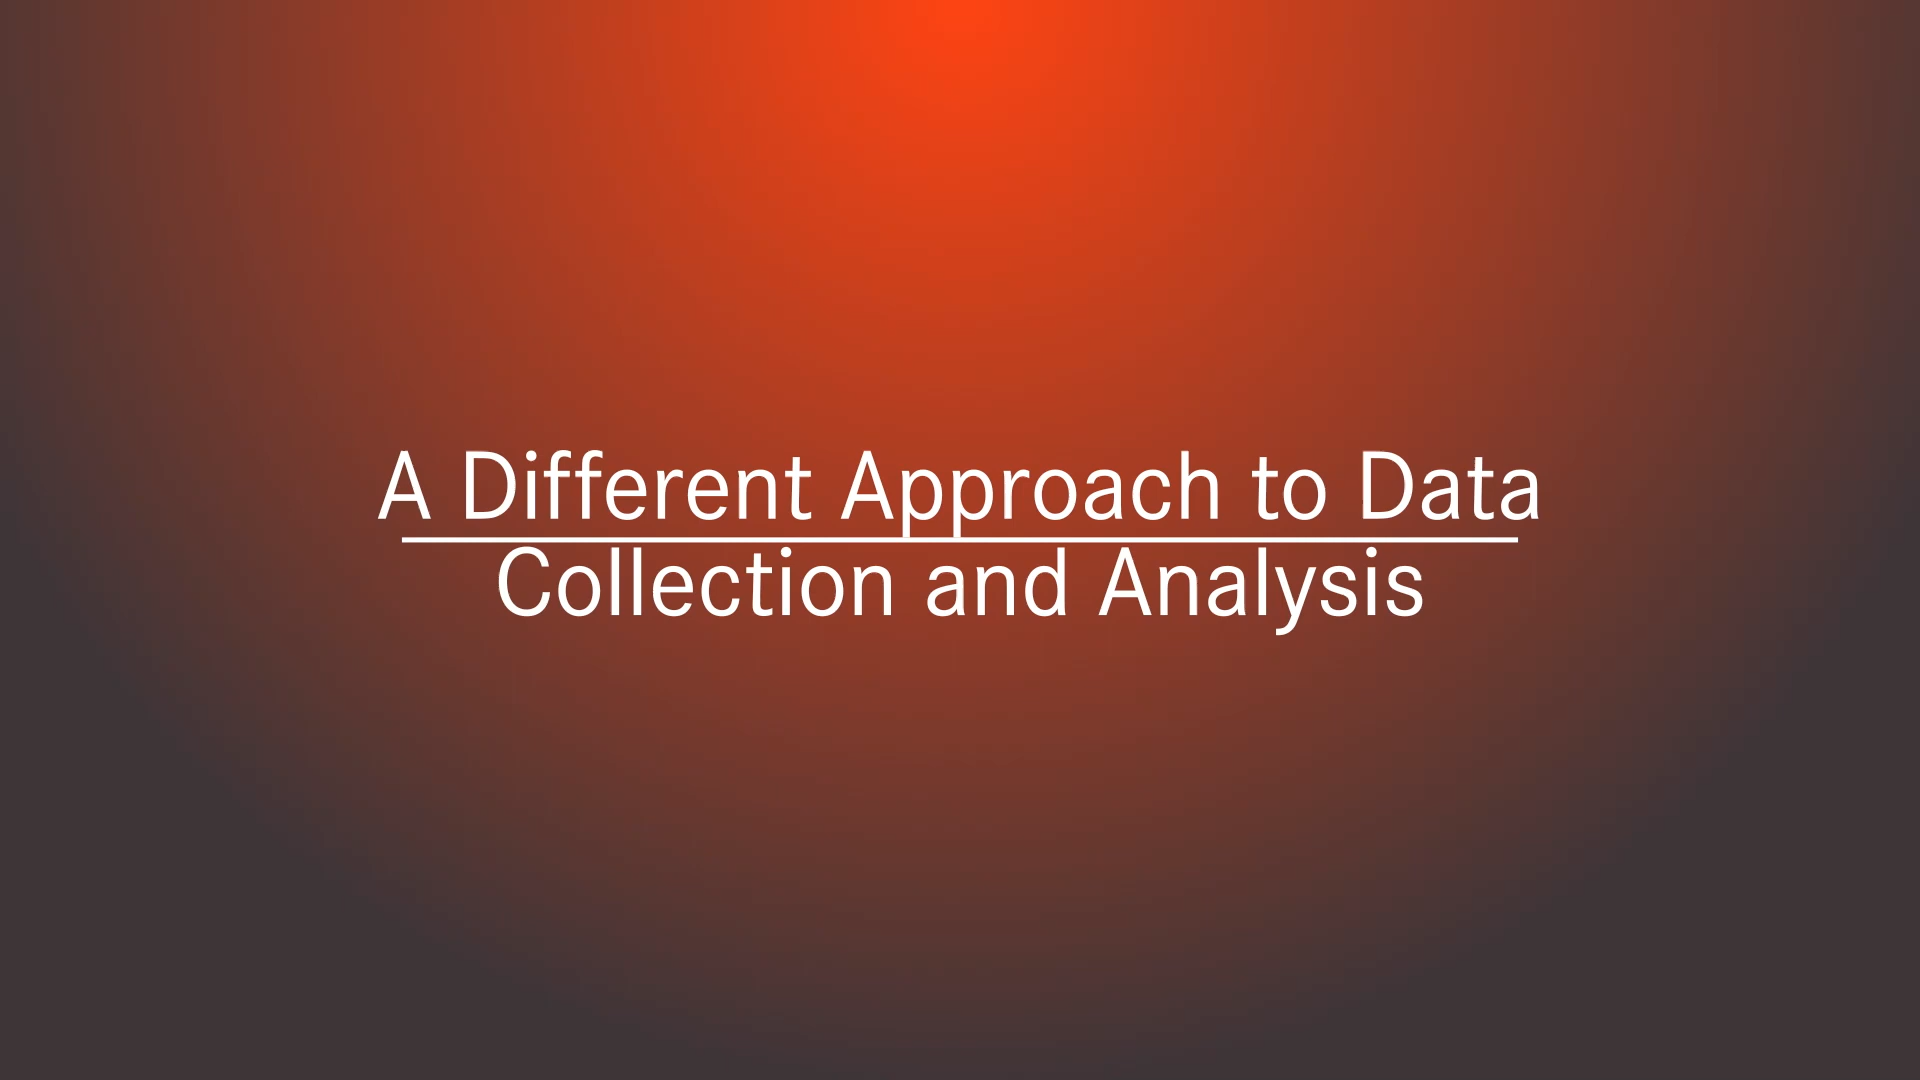 A Different Approach to Data
Collection and Analysis